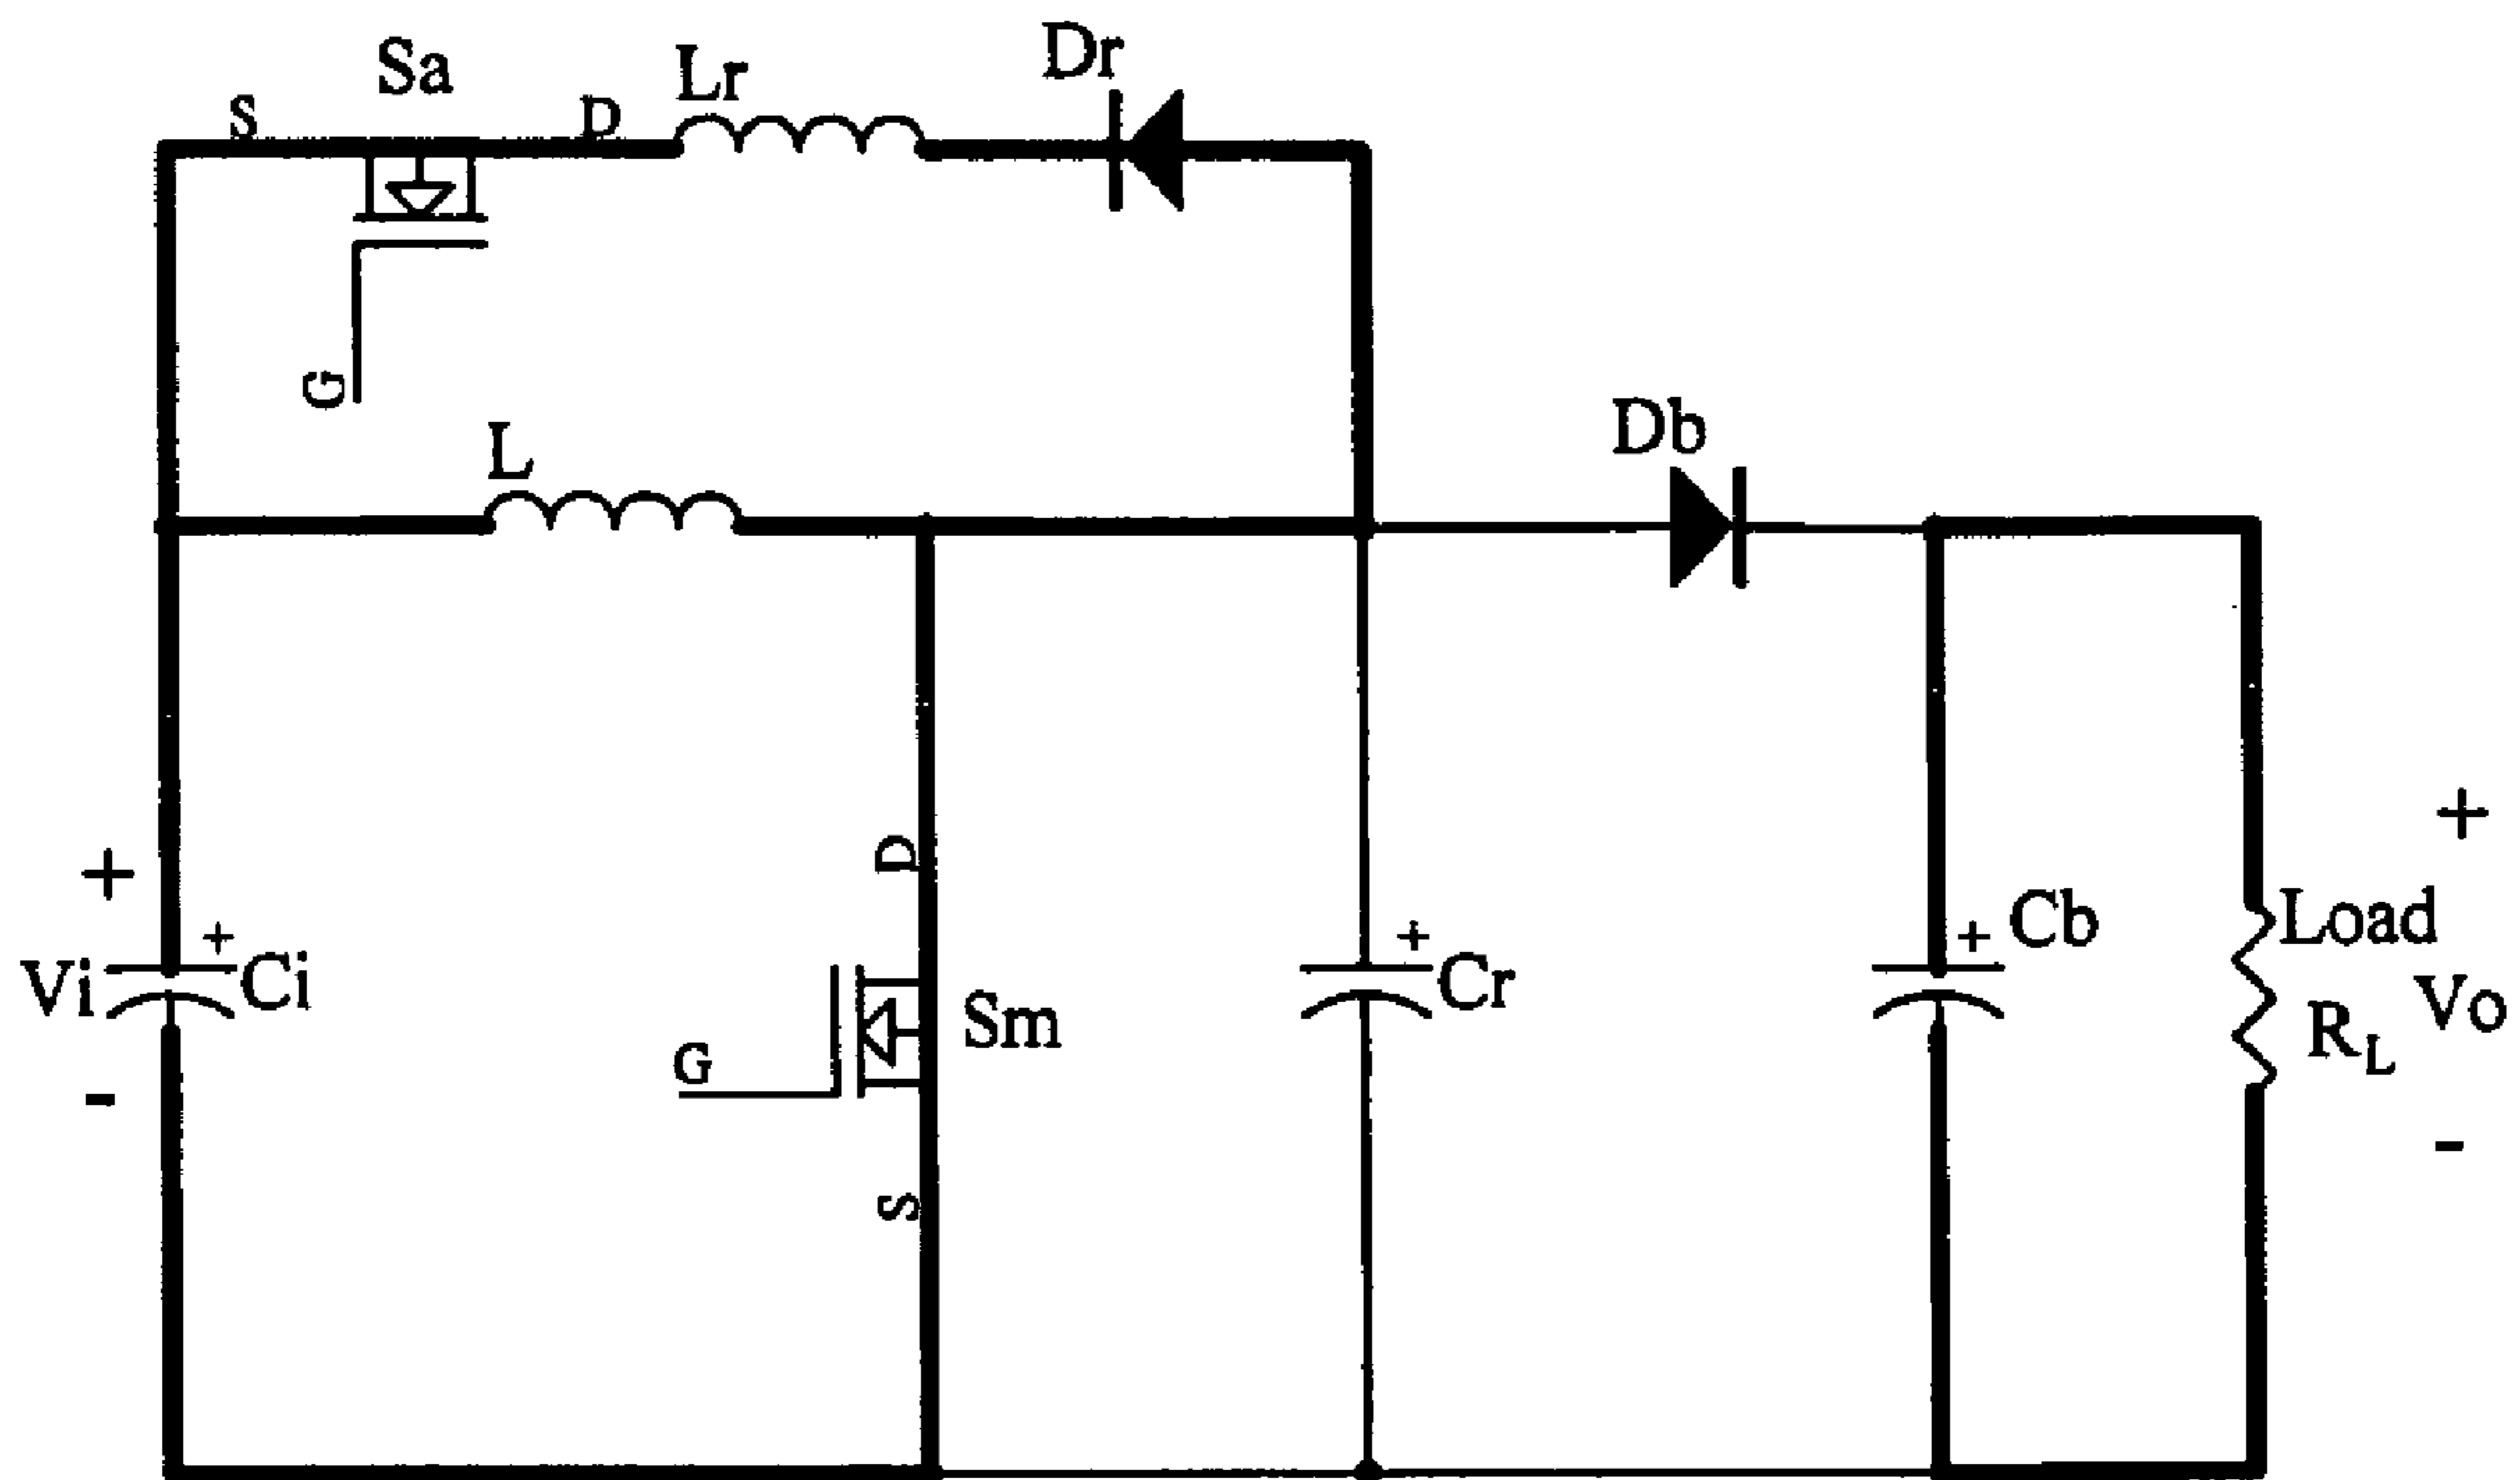 Sa
Lr
Dr
S
D
G
L
Db
D
+
+
Vi
Ci
-
G
Sm
S
+
Cr
+
Cb
Load
RL
+
Vo
-